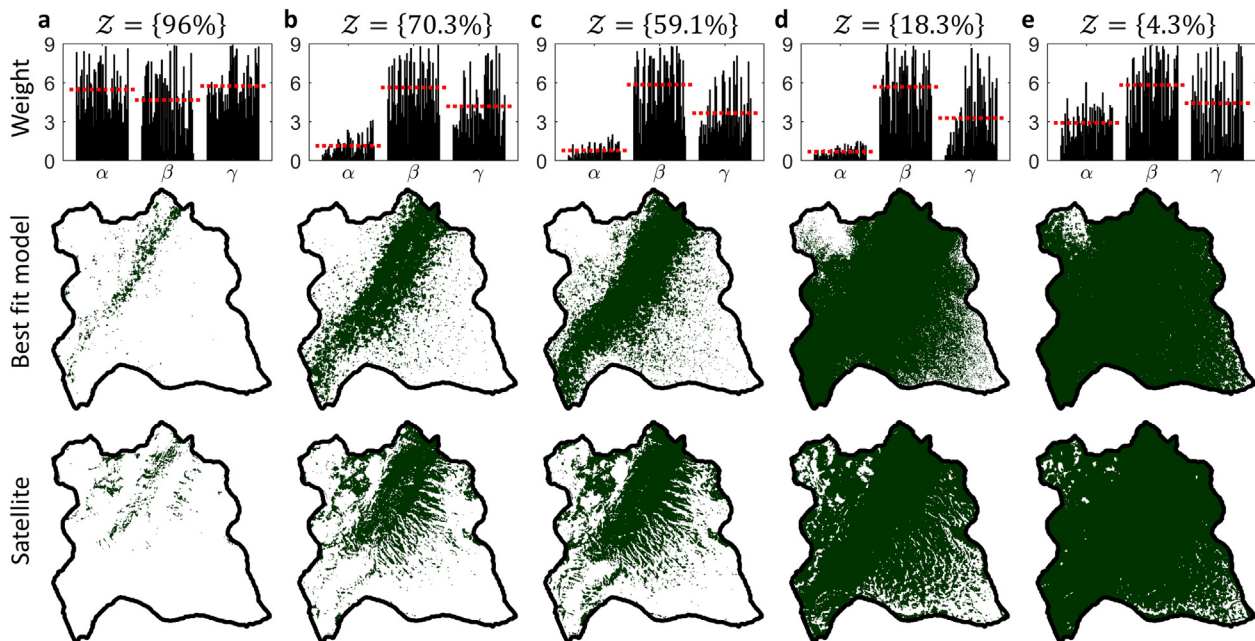 a 𝒵 = {96%}
b 𝒵 = {70.3%}
c 𝒵 = {59.1%}
d 𝒵 = {18.3%}
e 𝒵 = {4.3%}
Weight
9
6
3
0
α β γ
9
6
3
0
α β γ
9
6
3
0
α β γ
9
6
3
0
α β γ
9
6
3
0
α β γ
Best fit model
Satellite